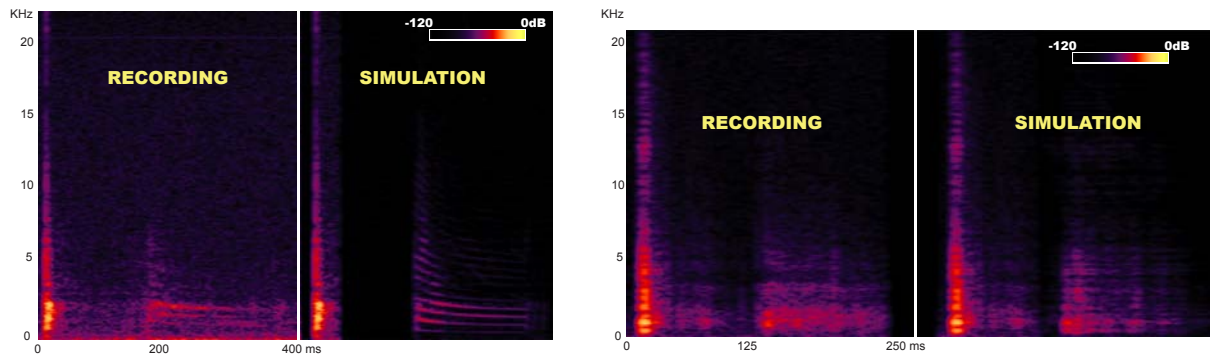 KHz
20
15
10
5
0
0
200
400 ms
RECORDING
SIMULATION
-120
0dB
KHz
20
15
10
5
0
0
125
250 ms
RECORDING
SIMULATION
-120
0dB